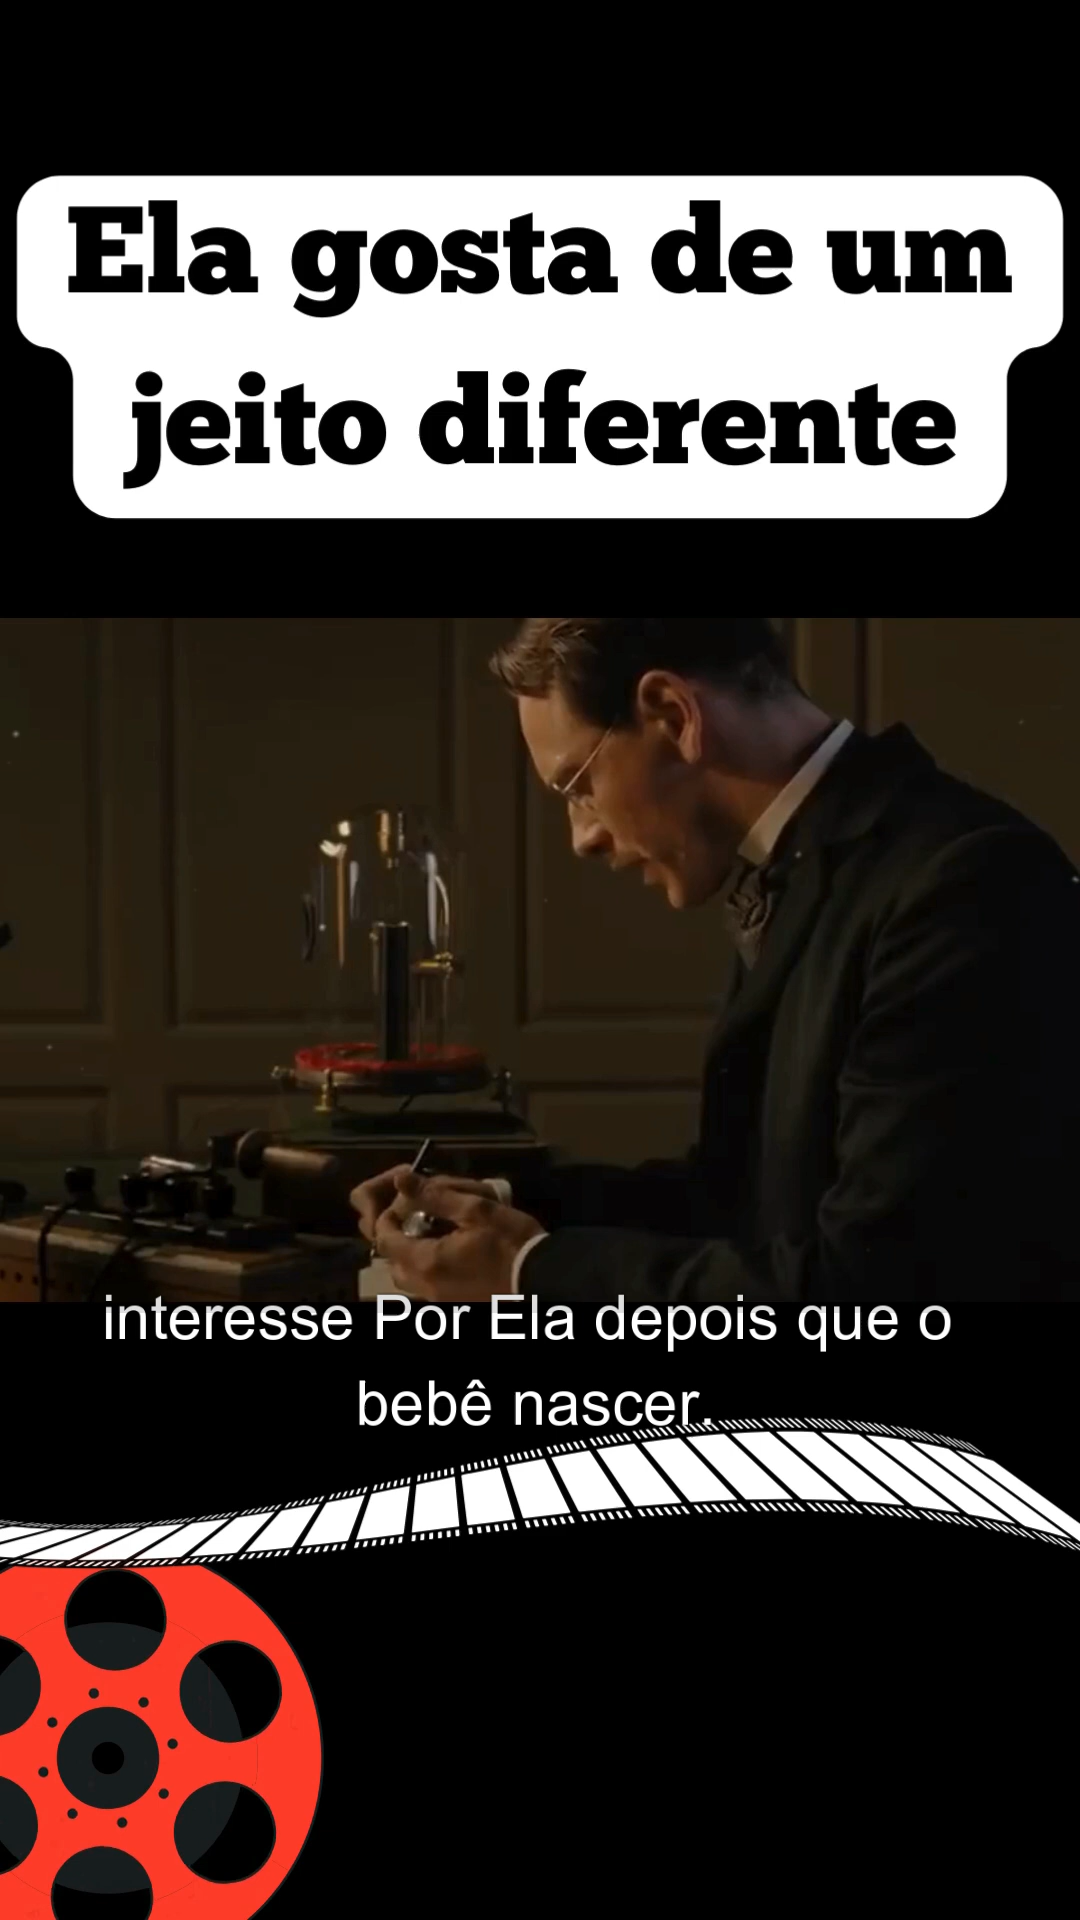 Ela gosta de um
jeito diferente
interesse Por Ela depois que o
bebê nascer.